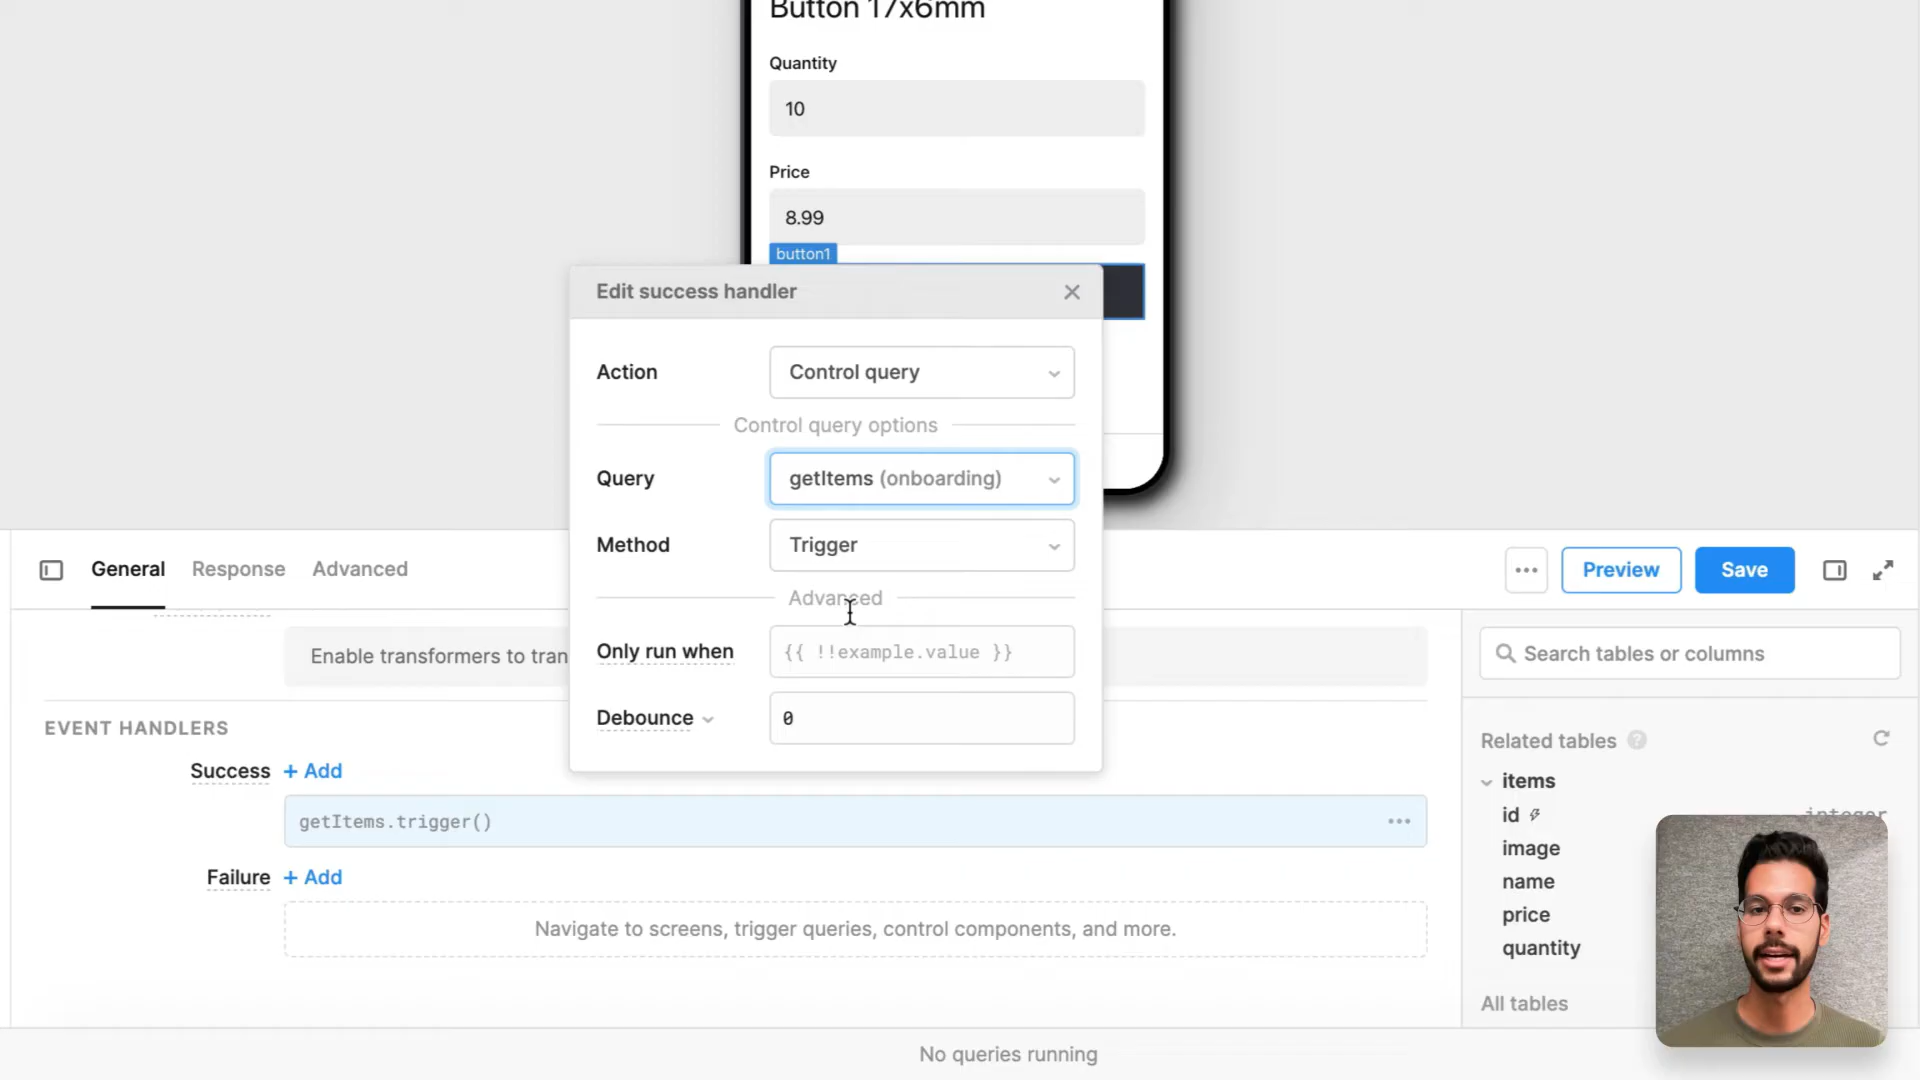 Button 17x6mm
Quantity
10
Price
8.99
button1
Edit success handler
Action
Control query
Control query options
Query
getItems (onboarding)
Method
Trigger
Advanced
Only run when
{{ !!example.value }}
Debounce
0
General
Response
Advanced
Preview
Save
Enable transformers to tran
EVENT HANDLERS
Success
+ Add
getItems.trigger()
Failure
+ Add
Navigate to screens, trigger queries, control components, and more.
Search tables or columns
Related tables
items
id
integer
image
name
price
quantity
All tables
No queries running